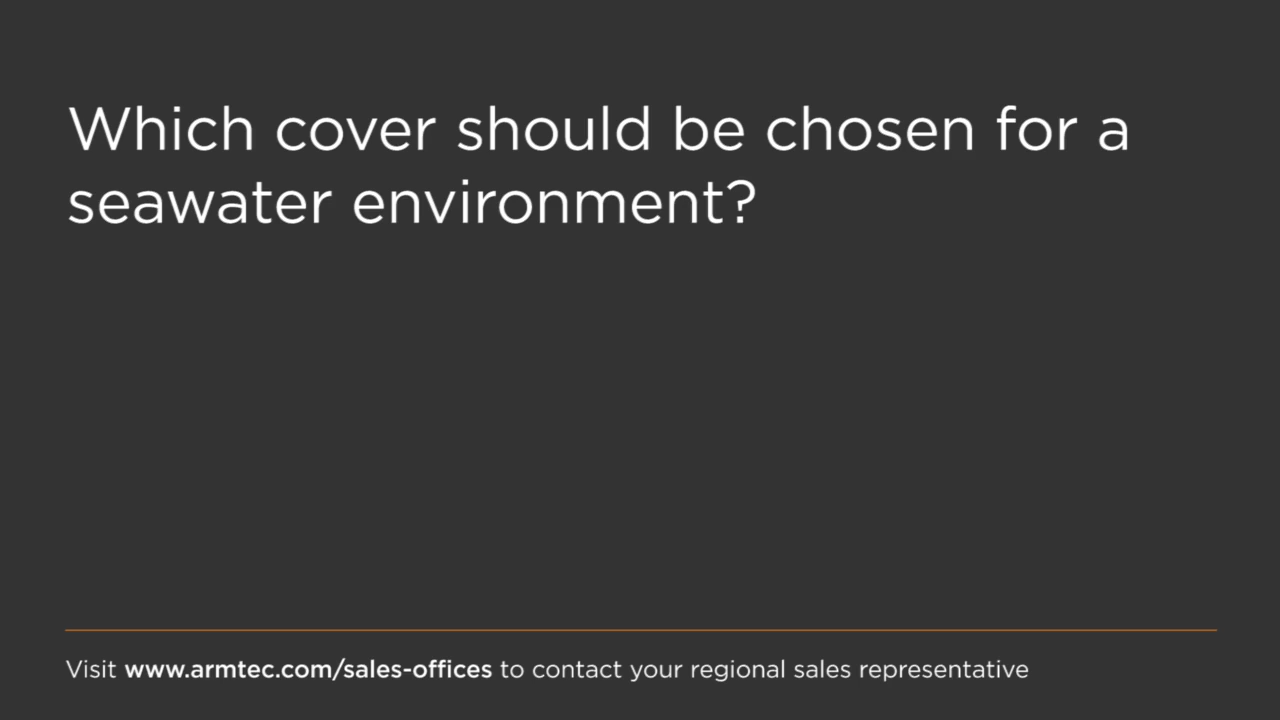 Which cover should be chosen for a
seawater environment?
Visit www.armtec.com/sales-offices to contact your regional sales representative